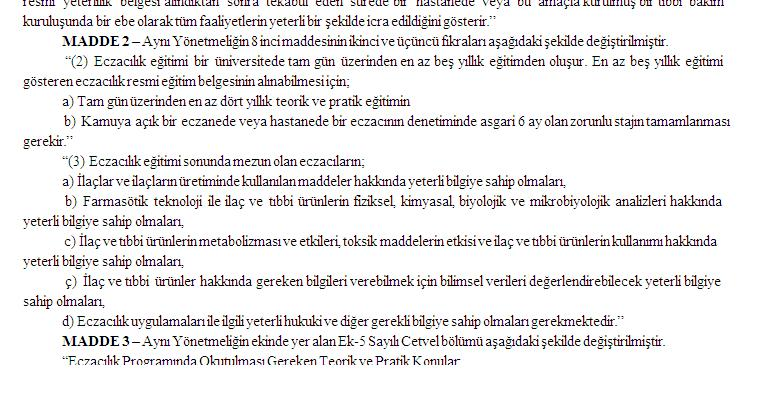 resmi yeterlilik belgesi alındıktan sonra tekabül eden sürede bir hastanede veya bu amaçla kurulmuş bir tıbbi bakım
kuruluşunda bir ebe olarak tüm faaliyetlerin yeterli bir şekilde icra edildiğini gösterir.”
MADDE 2 – Aynı Yönetmeliğin 8 inci maddesinin ikinci ve üçüncü fıkraları aşağıdaki şekilde değiştirilmiştir.
“(2) Eczacılık eğitimi bir üniversitede tam gün üzerinden en az beş yıllık eğitimden oluşur. En az beş yıllık eğitimi
gösteren eczacılık resmi eğitim belgesinin alınabilmesi için;
a) Tam gün üzerinden en az dört yıllık teorik ve pratik eğitimin
b) Kamuya açık bir eczanede veya hastanede bir eczacının denetiminde asgari 6 ay olan zorunlu stajın tamamlanması
gerekir.”
“(3) Eczacılık eğitimi sonunda mezun olan eczacıların;
a) İlaçlar ve ilaçların üretiminde kullanılan maddeler hakkında yeterli bilgiye sahip olmaları,
b) Farmasötik teknoloji ile ilaç ve tıbbi ürünlerin fiziksel, kimyasal, biyolojik ve mikrobiyolojik analizleri hakkında
yeterli bilgiye sahip olmaları,
c) İlaç ve tıbbi ürünlerin metabolizması ve etkileri, toksik maddelerin etkisi ve ilaç ve tıbbi ürünlerin kullanımı hakkında
yeterli bilgiye sahip olmaları,
ç) İlaç ve tıbbi ürünler hakkında gereken bilgileri verebilmek için bilimsel verileri değerlendirebilecek yeterli bilgiye
sahip olmaları,
d) Eczacılık uygulamaları ile ilgili yeterli hukuki ve diğer gerekli bilgiye sahip olmaları gerekmektedir.”
MADDE 3 – Aynı Yönetmeliğin ekinde yer alan Ek-5 Sayılı Cetvel bölümü aşağıdaki şekilde değiştirilmiştir.
“Eczacılık Programında Okutulması Gereken Teorik ve Pratik Konular